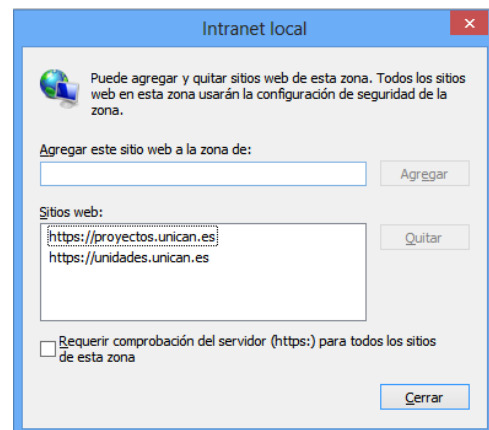 Intranet local
Puede agregar y quitar sitios web de esta zona. Todos los sitios
web en esta zona usarán la configuración de seguridad de la
zona.
Agregar este sitio web a la zona de:
Agregar
Sitios web:
https://proyectos.unican.es
Quitar
https://unidades.unican.es
Requerir comprobación del servidor (https:) para todos los sitios
de esta zona
Cerrar